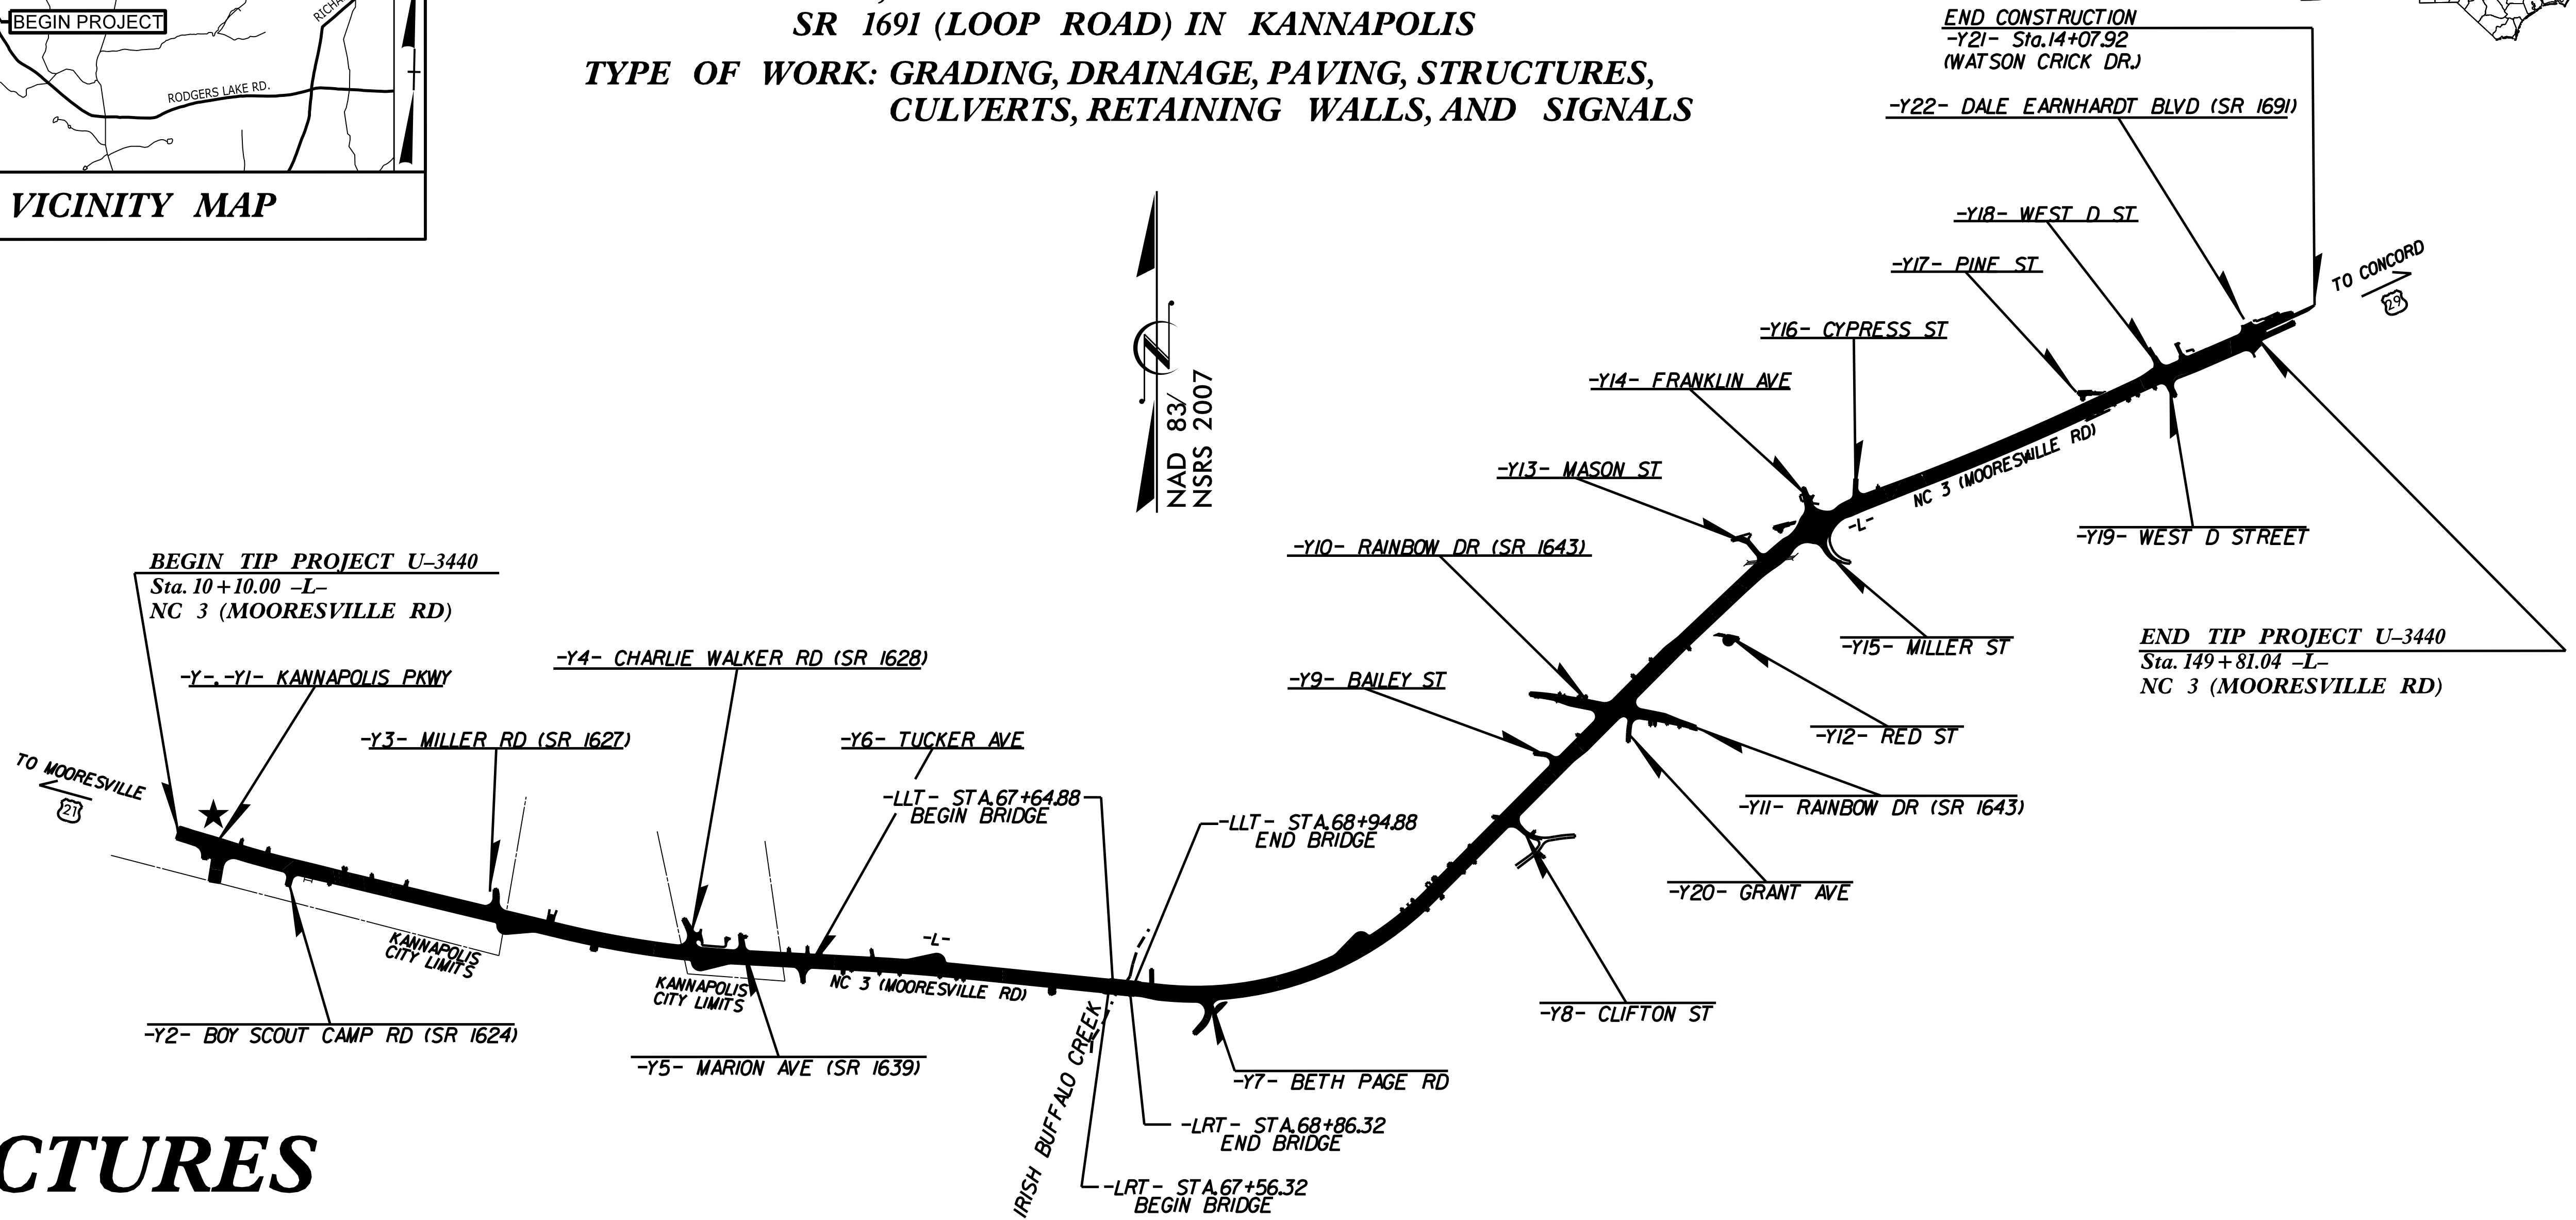 BEGIN PROJECT
RODGERS LAKE RD.
VICINITY MAP
SR 1691 (LOOP ROAD) IN KANNAPOLIS
TYPE OF WORK: GRADING, DRAINAGE, PAVING, STRUCTURES,
CULVERTS, RETAINING WALLS, AND SIGNALS
END CONSTRUCTION
-Y21- Sta.14+07.92
(WATSON CRICK DR.)
-Y22- DALE EARNHARDT BLVD (SR 1691)
-Y18- WEST D ST
-Y17- PINE ST
TO CONCORD
29
-Y16- CYPRESS ST
-Y14- FRANKLIN AVE
-Y13- MASON ST
NAD 83/
NSRS 2007
NC 3 (MOORESVILLE RD)
-L-
-Y19- WEST D STREET
-Y10- RAINBOW DR (SR 1643)
BEGIN TIP PROJECT U-3440
Sta. 10+10.00 -L-
NC 3 (MOORESVILLE RD)
-Y15- MILLER ST
END TIP PROJECT U-3440
Sta. 149+81.04 -L-
NC 3 (MOORESVILLE RD)
-Y-, -Y1- KANNAPOLIS PKWY
-Y4- CHARLIE WALKER RD (SR 1628)
-Y9- BAILEY ST
-Y12- RED ST
-Y3- MILLER RD (SR 1627)
-Y6- TUCKER AVE
TO MOORESVILLE
21
-LLT- STA.67+64.88
BEGIN BRIDGE
-LLT- STA.68+94.88
END BRIDGE
-Y11- RAINBOW DR (SR 1643)
-Y20- GRANT AVE
KANNAPOLIS
CITY LIMITS
-L-
KANNAPOLIS
CITY LIMITS
NC 3 (MOORESVILLE RD)
-Y8- CLIFTON ST
-Y2- BOY SCOUT CAMP RD (SR 1624)
-Y5- MARION AVE (SR 1639)
IRISH BUFFALO CREEK
-Y7- BETH PAGE RD
-LRT- STA.68+86.32
END BRIDGE
-LRT- STA.67+56.32
BEGIN BRIDGE
CTURES